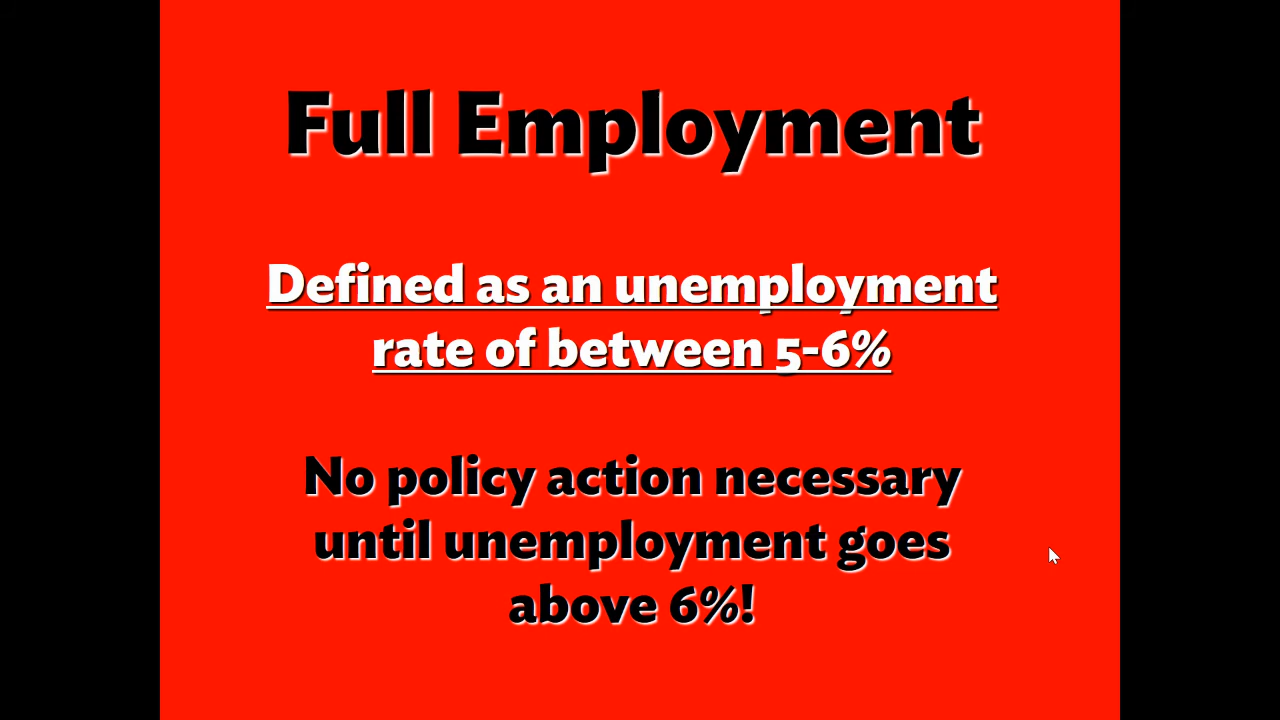 Full Employment
Defined as an unemployment
rate of between 5-6%
No policy action necessary
until unemployment goes
above 6%!